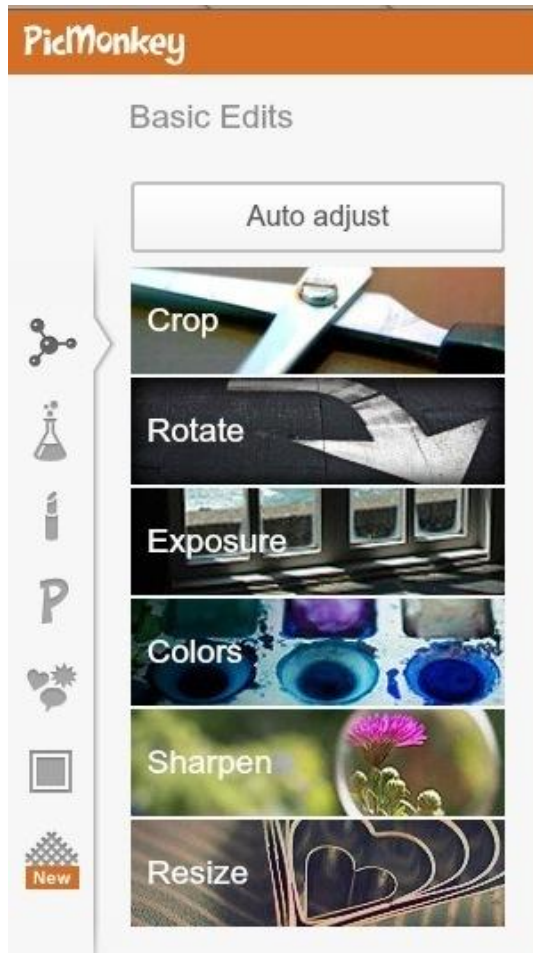 PicMonkey
Basic Edits
Auto adjust
Crop
Rotate
Exposure
Colors
Sharpen
Resize
P
New